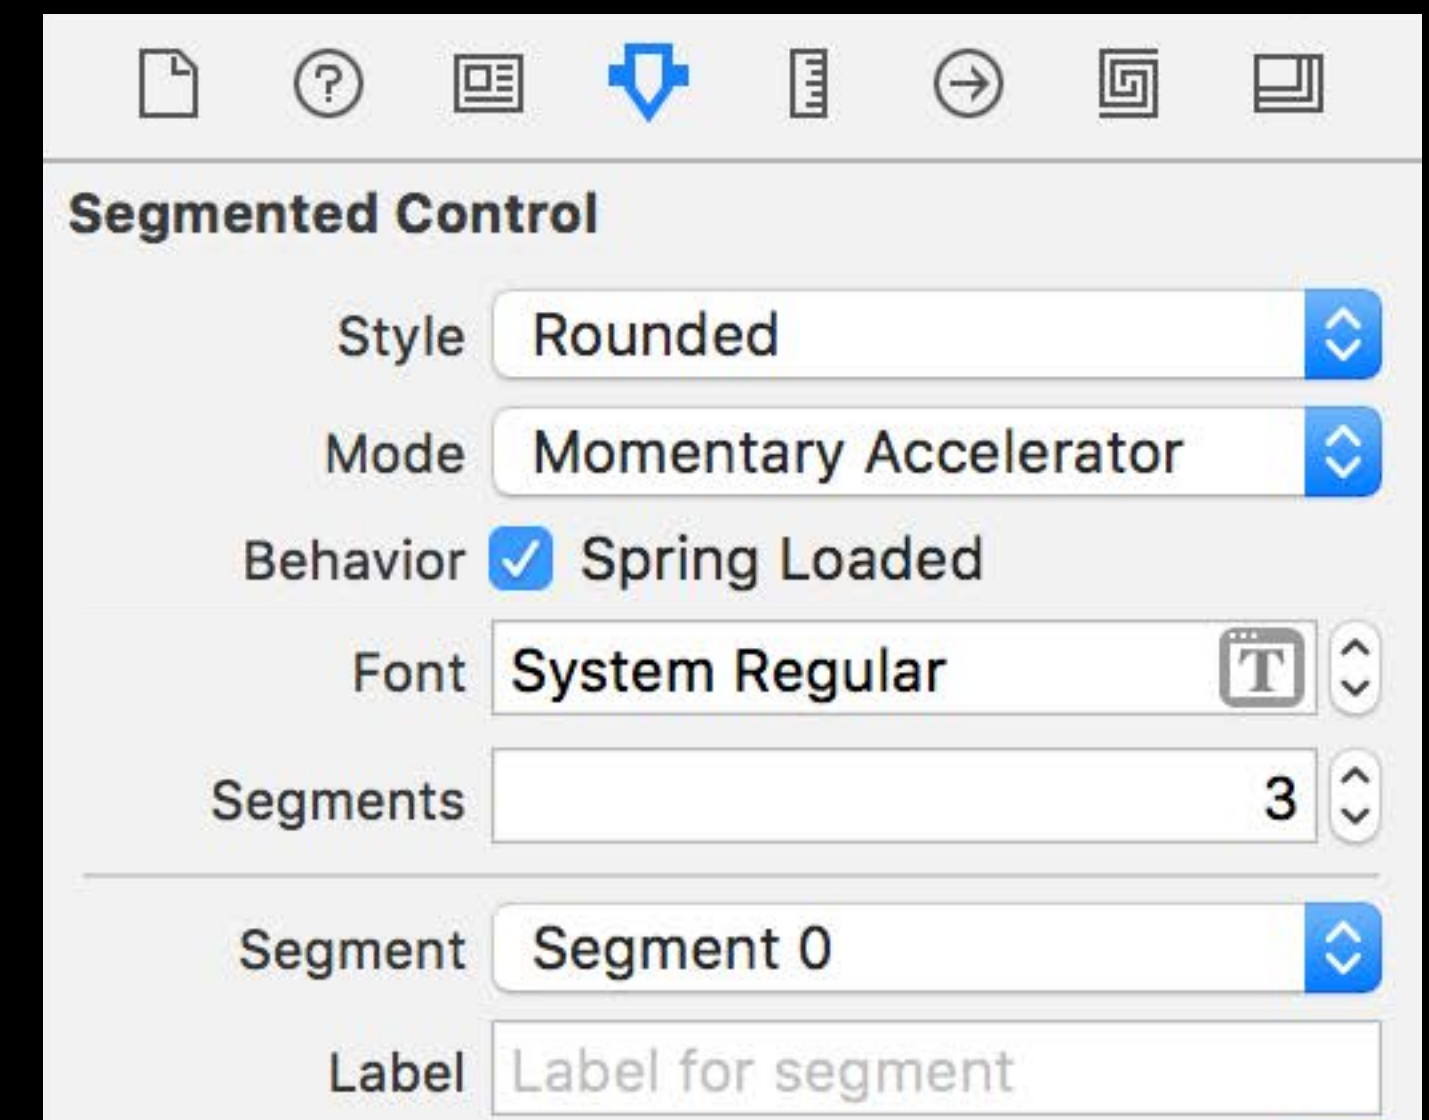 Segmented Control
Style Rounded
Mode Momentary Accelerator
Behavior Spring Loaded
Font System Regular T
Segments 3
Segment Segment 0
Label Label for segment